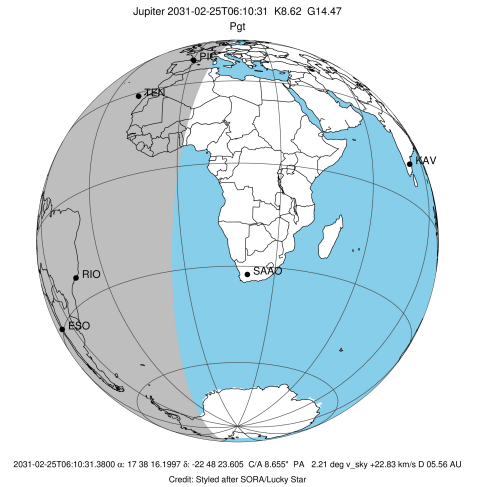 Jupiter 2031-02-25T06:10:31 K8.62 G14.47
Pgt
PIC
TEN
KAV
RIO
SAAO
ESO
2031-02-25T06:10:31.3800 α: 17 38 16.1997 δ: -22 48 23.605 C/A 8.655" PA 2.21 deg v_sky +22.83 km/s D 05.56 AU
Credit: Styled after SORA/Lucky Star